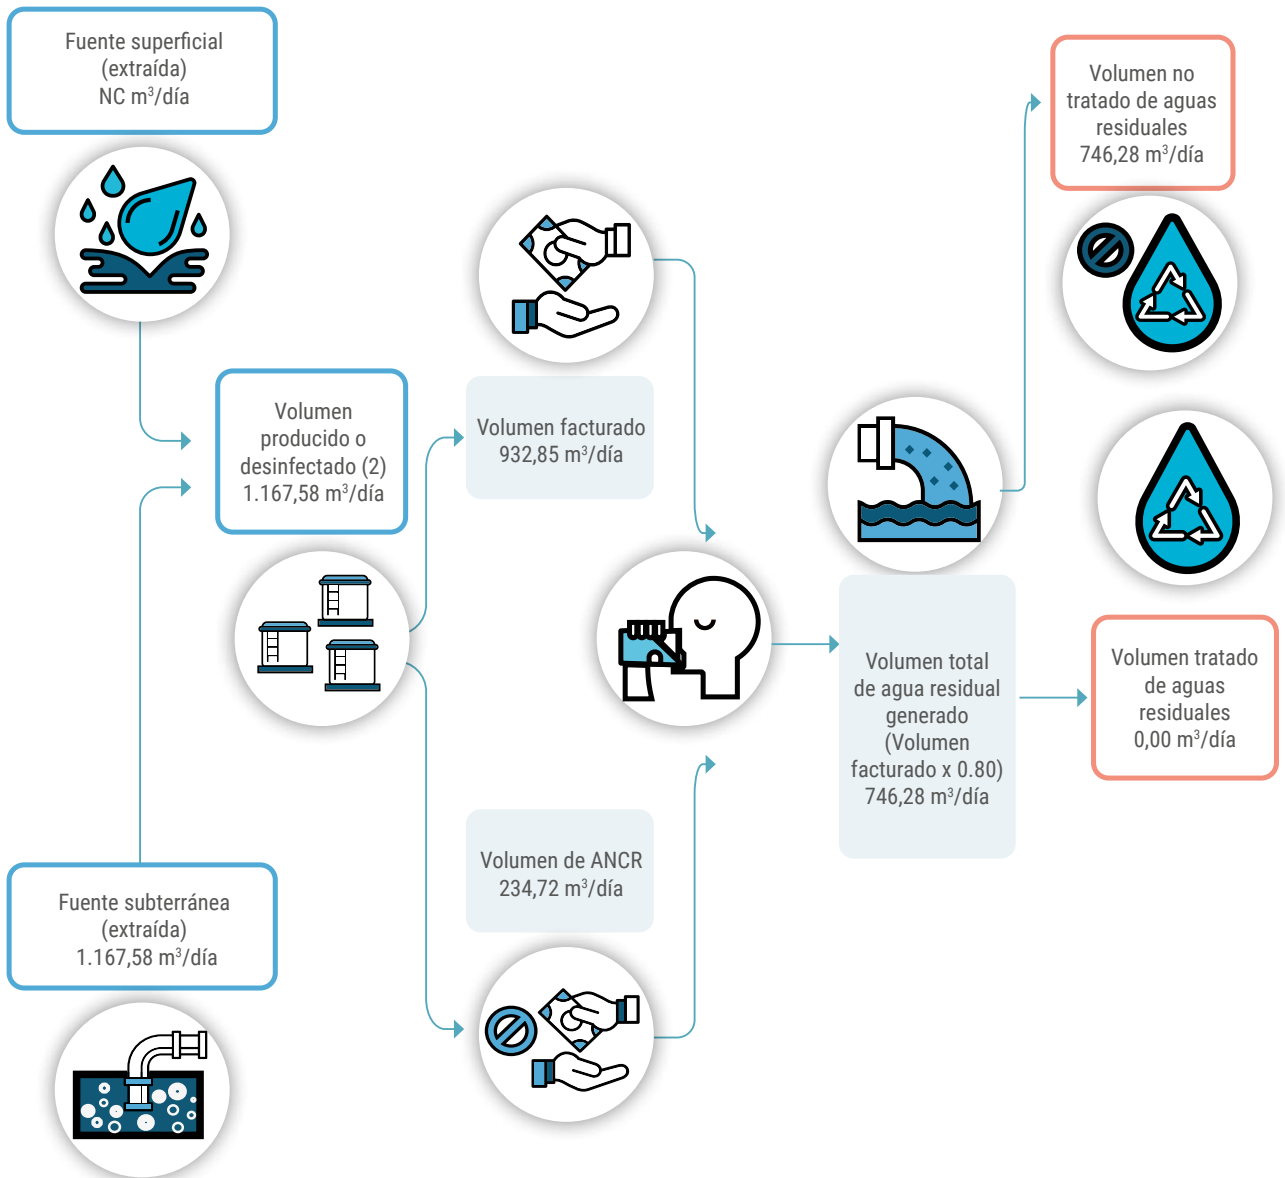 Fuente superficial
(extraída)
NC m³/día
Volumen
producido o
desinfectado (2)
1.167,58 m³/día
Fuente subterránea
(extraída)
1.167,58 m³/día
Volumen facturado
932,85 m³/día
Volumen de ANCR
234,72 m³/día
Volumen total
de agua residual
generado
(Volumen
facturado x 0.80)
746,28 m³/día
Volumen no
tratado de aguas
residuales
746,28 m³/día
Volumen tratado
de aguas
residuales
0,00 m³/día